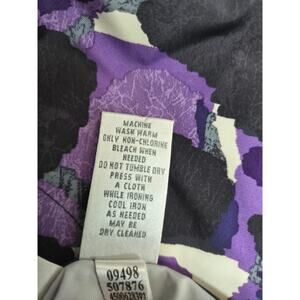 MACHINE
WASH WARM
ONLY NON-CHLORINE
BLEACH WHEN
NEEDED
DO NOT TUMBLE DRY
PRESS WITH
A CLOTH
WHILE IRONING
COOL IRON
AS NEEDED
MAY BE
DRY CLEANED
09498
507876
4500628391